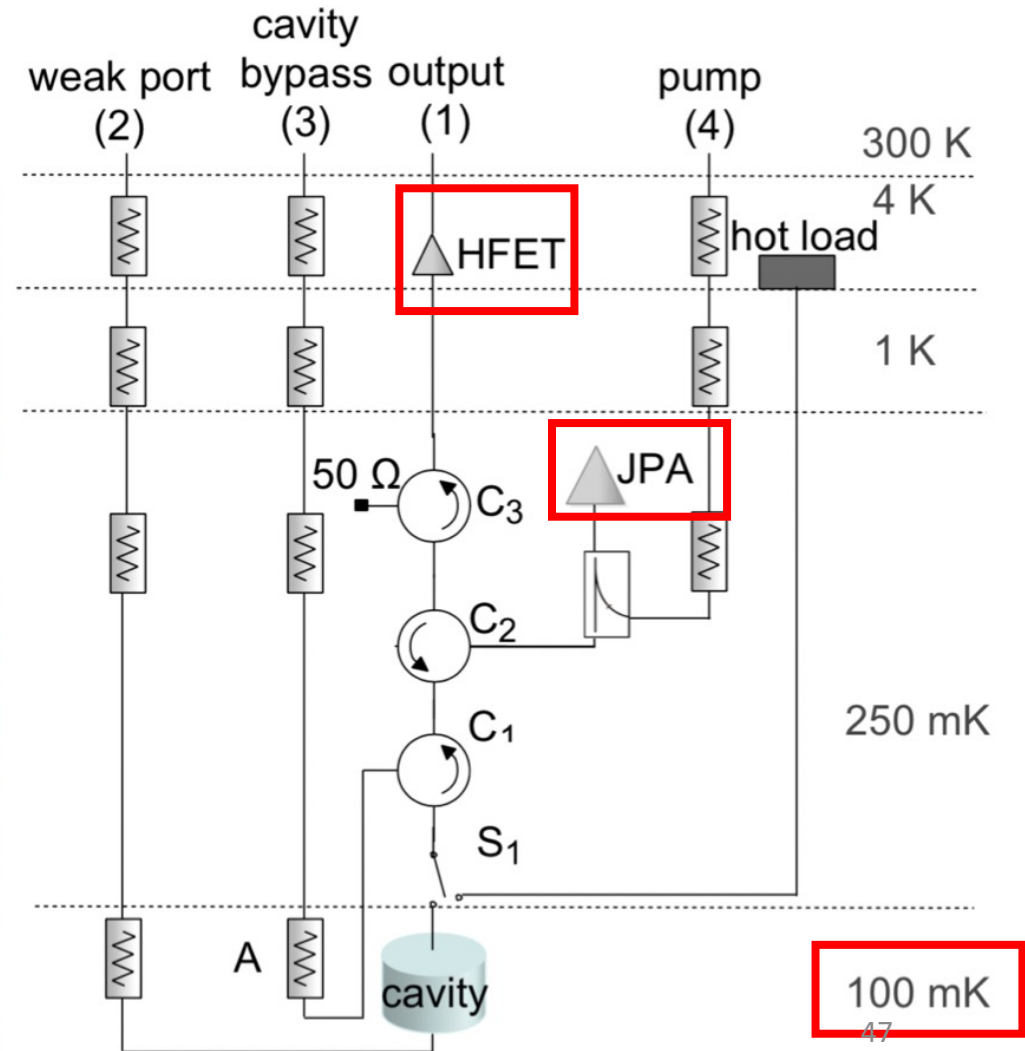 cavity
weak port bypass output pump
(2) (3) (1) (4)
300 K
4 K
HFET hot load
1 K
50 Ω C₃ JPA
C₂
C₁ 250 mK
S₁
A cavity 100 mK
47